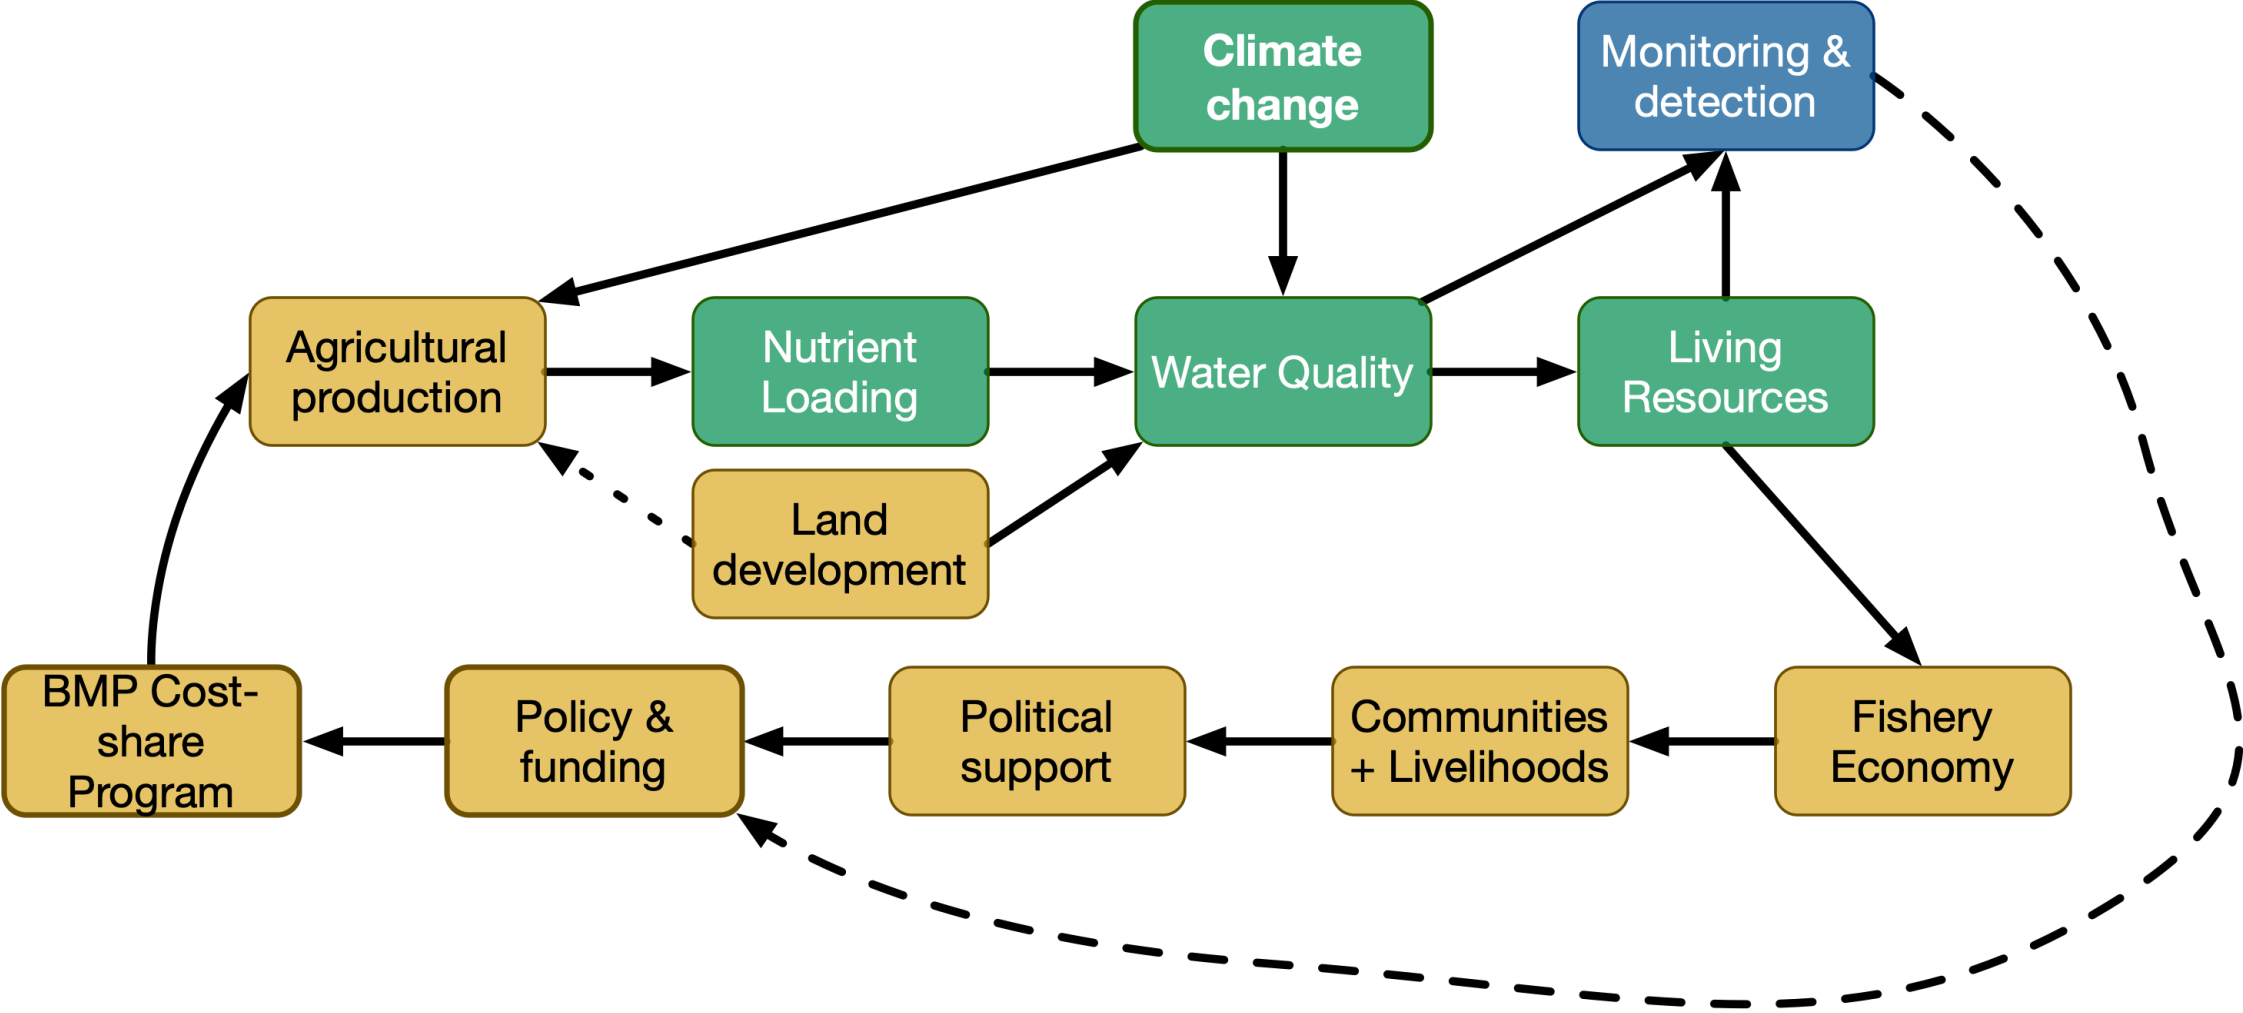 Climate
change
Monitoring &
detection
Agricultural
production
Nutrient
Loading
Water Quality
Living
Resources
Land
development
BMP Cost-
share
Program
Policy &
funding
Political
support
Communities
+ Livelihoods
Fishery
Economy